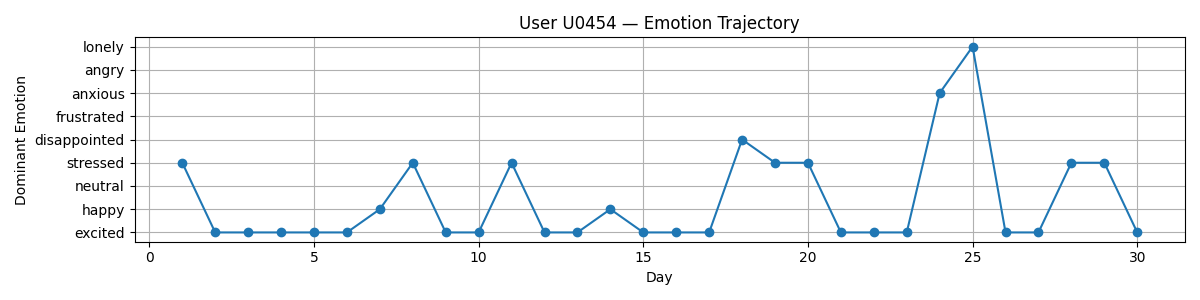 User U0454 — Emotion Trajectory
Dominant Emotion
lonely
angry
anxious
frustrated
disappointed
stressed
neutral
happy
excited
0 5 10 15 20 25 30
Day